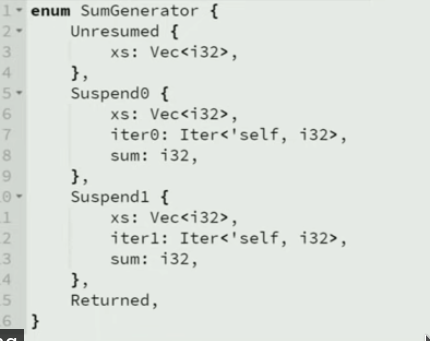 1 enum SumGenerator {
2 Unresumed {
3 xs: Vec<i32>,
4 },
5 Suspend0 {
6 xs: Vec<i32>,
7 iter0: Iter<'self, i32>,
8 sum: i32,
9 },
0 Suspend1 {
1 xs: Vec<i32>,
2 iter1: Iter<'self, i32>,
3 sum: i32,
4 },
5 Returned,
6 }